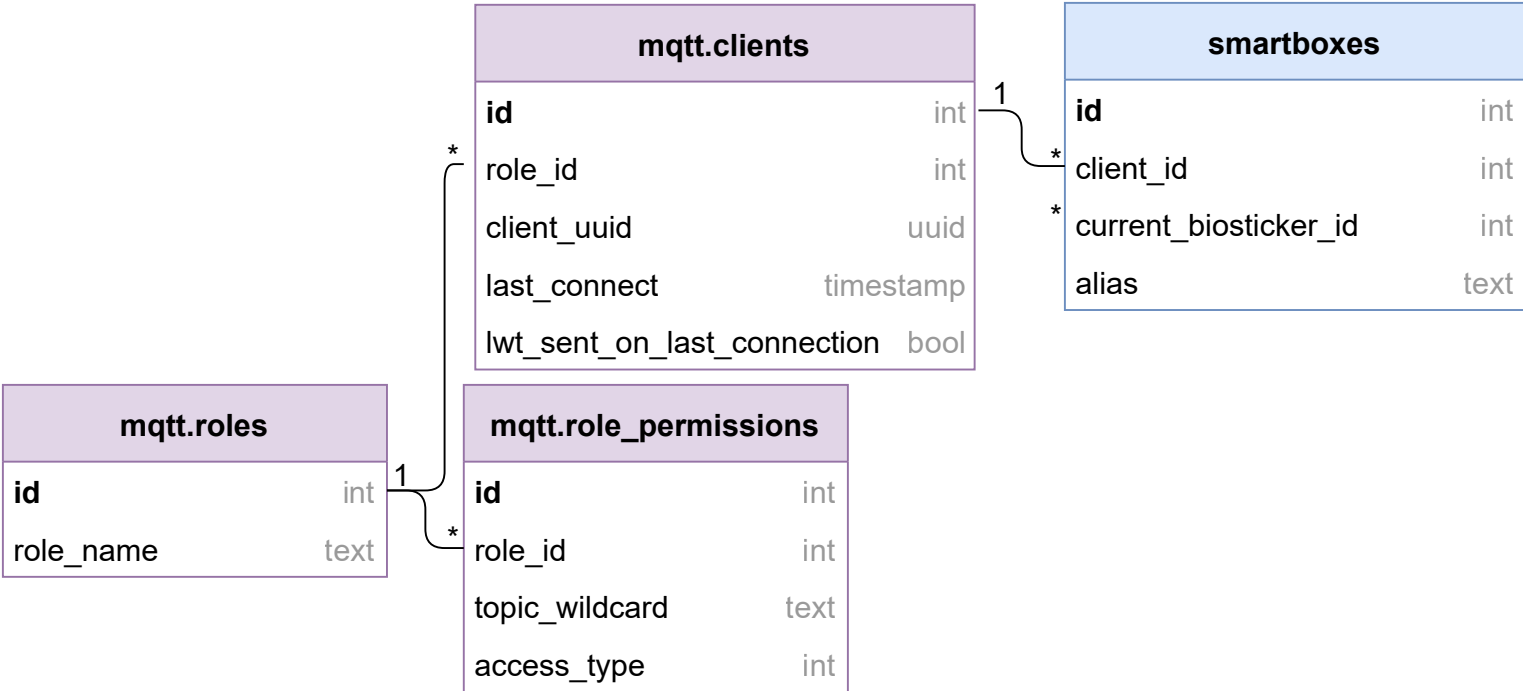 mqtt.clients
id int
role_id int
client_uuid uuid
last_connect timestamp
lwt_sent_on_last_connection bool
1
*
smartboxes
id int
* client_id int
* current_biosticker_id int
alias text
mqtt.roles
id int
role_name text
1
*
mqtt.role_permissions
id int
role_id int
topic_wildcard text
access_type int